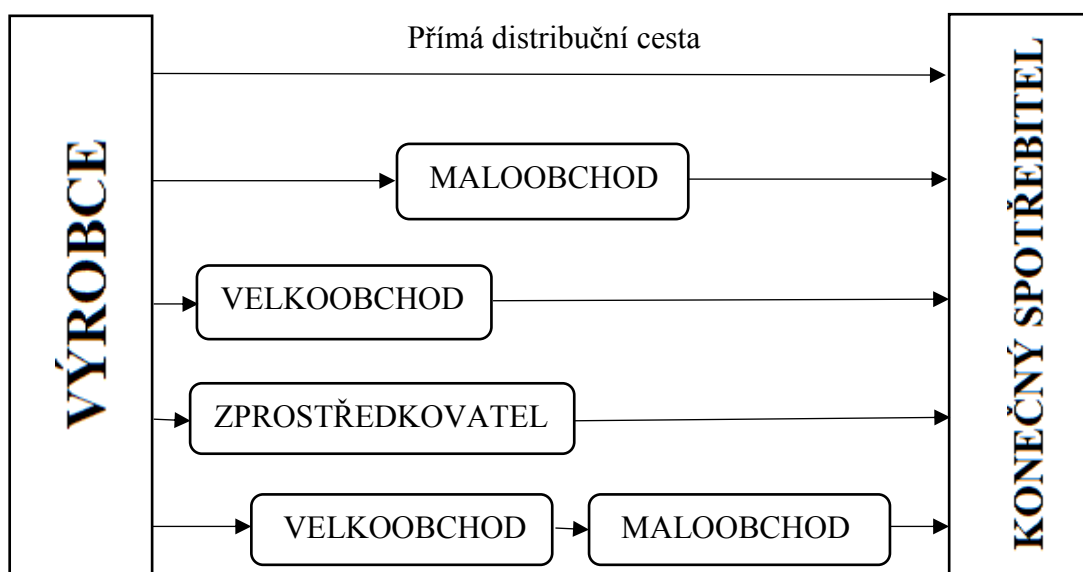 Přímá distribuční cesta
VÝROBCE
MALOOBCHOD
VELKOOBCHOD
ZPROSTŘEDKOVATEL
VELKOOBCHOD
MALOOBCHOD
KONEČNÝ SPOTŘEBITEL